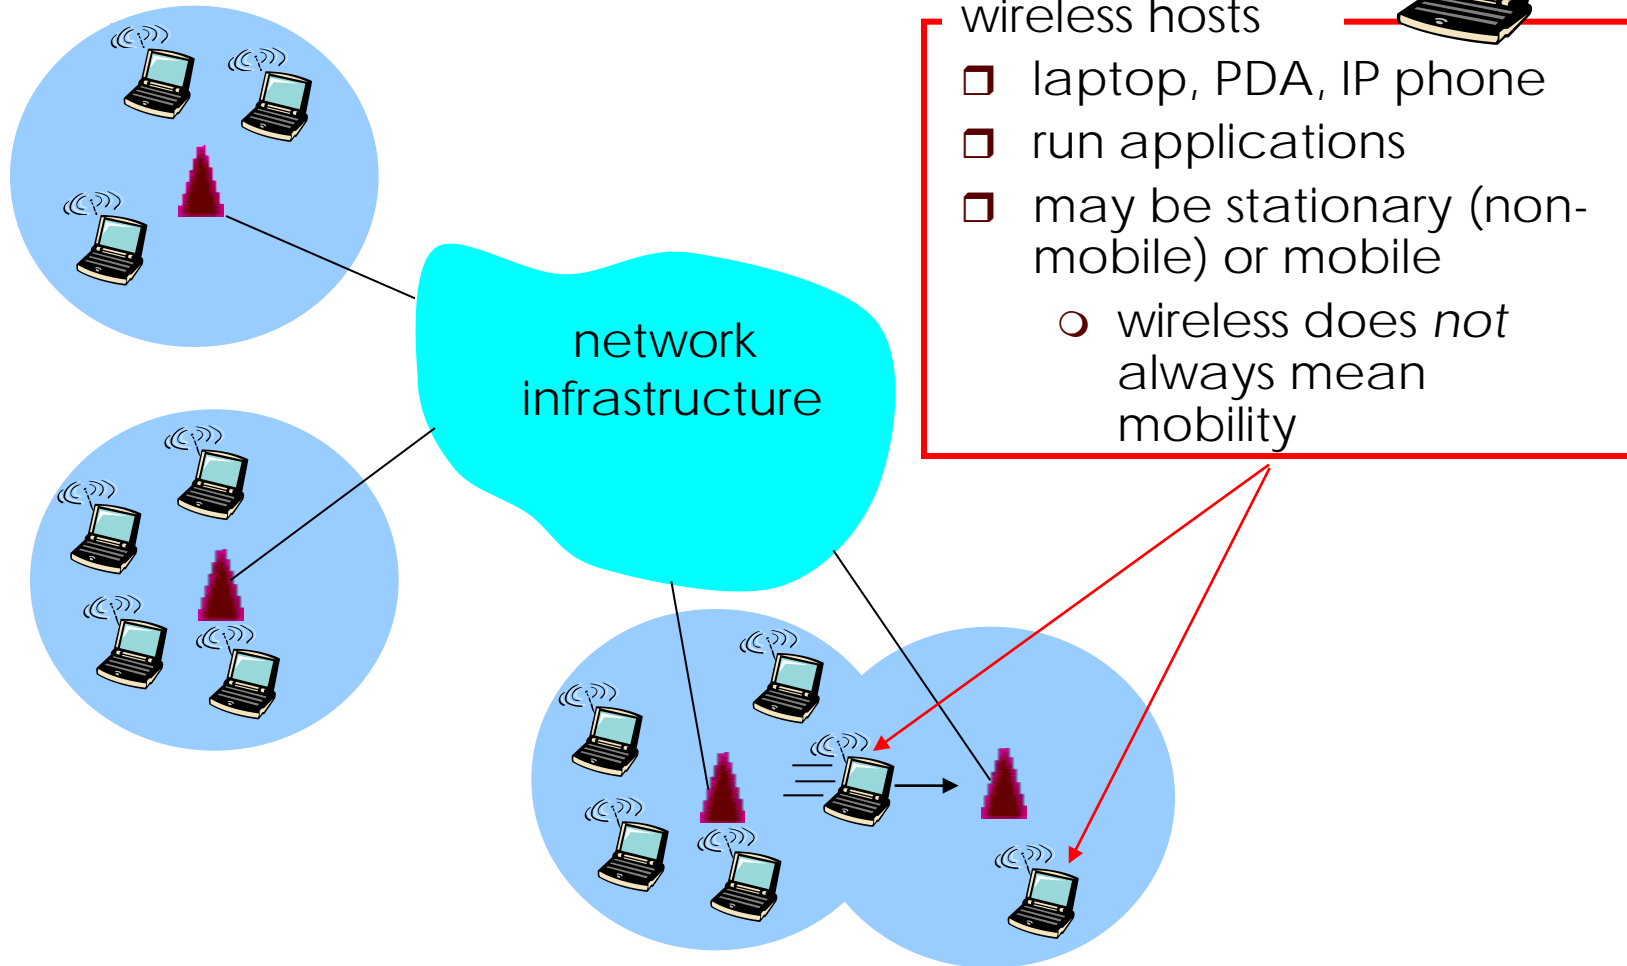 wireless hosts
laptop, PDA, IP phone
run applications
may be stationary (non-
mobile) or mobile
wireless does not
always mean
mobility
network
infrastructure